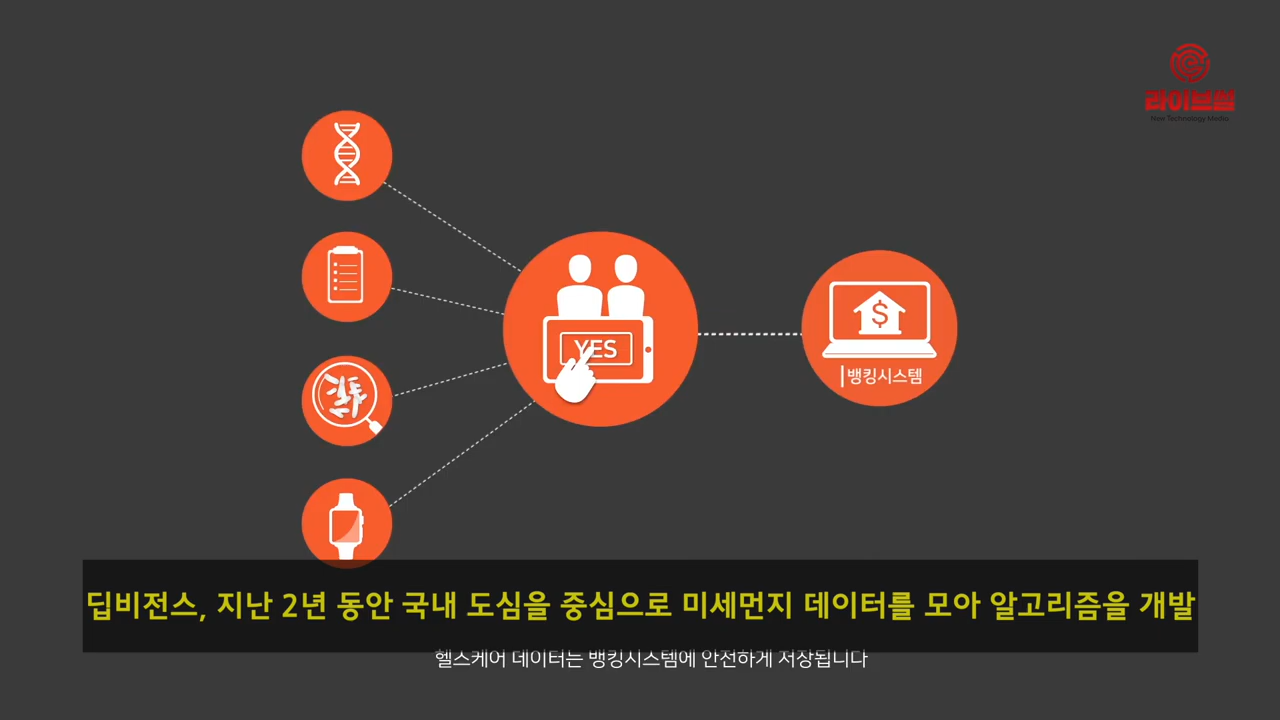 라이브썸
New Technology Media
YES
$
뱅킹시스템
딥비전스, 지난 2년 동안 국내 도심을 중심으로 미세먼지 데이터를 모아 알고리즘을 개발
헬스케어 데이터는 뱅킹시스템에 안전하게 저장됩니다